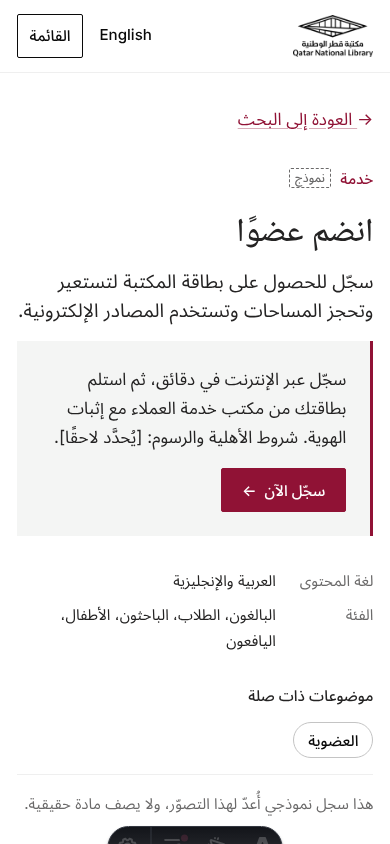 مكتبة قطر الوطنية
Qatar National Library
English
القائمة
→ العودة إلى البحث
خدمة
نموذج
انضم عضوًا
سجّل للحصول على بطاقة المكتبة لتستعير
وتحجز المساحات وتستخدم المصادر الإلكترونية.
سجّل عبر الإنترنت في دقائق، ثم استلم
بطاقتك من مكتب خدمة العملاء مع إثبات
الهوية. شروط الأهلية والرسوم: [يُحدَّد لاحقًا].
سجّل الآن ←
لغة المحتوى
العربية والإنجليزية
الفئة
البالغون، الطلاب، الباحثون، الأطفال،
اليافعون
موضوعات ذات صلة
العضوية
هذا سجل نموذجي أُعدّ لهذا التصوّر، ولا يصف مادة حقيقية.